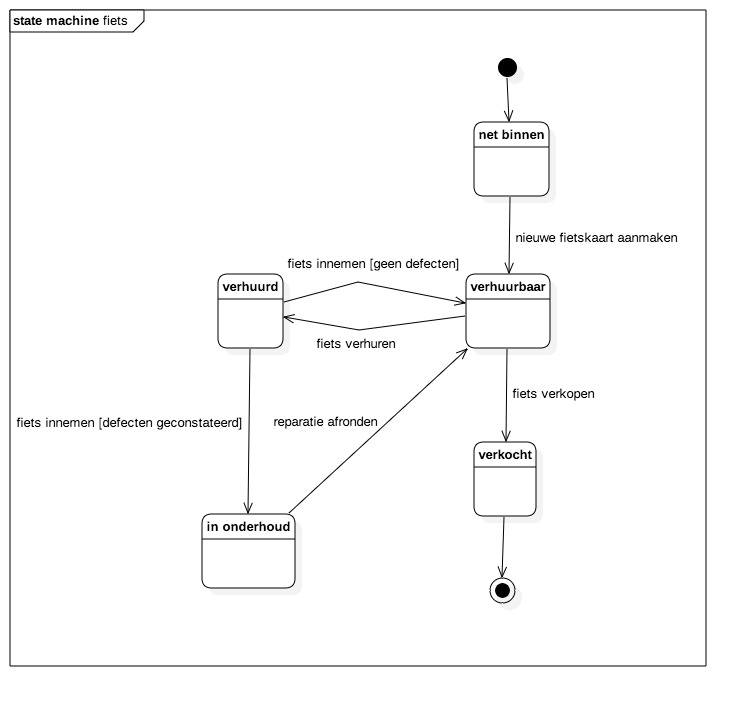 state machine fiets
net binnen
nieuwe fietskaart aanmaken
fiets innemen [geen defecten]
verhuurd
verhuurbaar
fiets verhuren
fiets verkopen
fiets innemen [defecten geconstateerd]
reparatie afronden
verkocht
in onderhoud